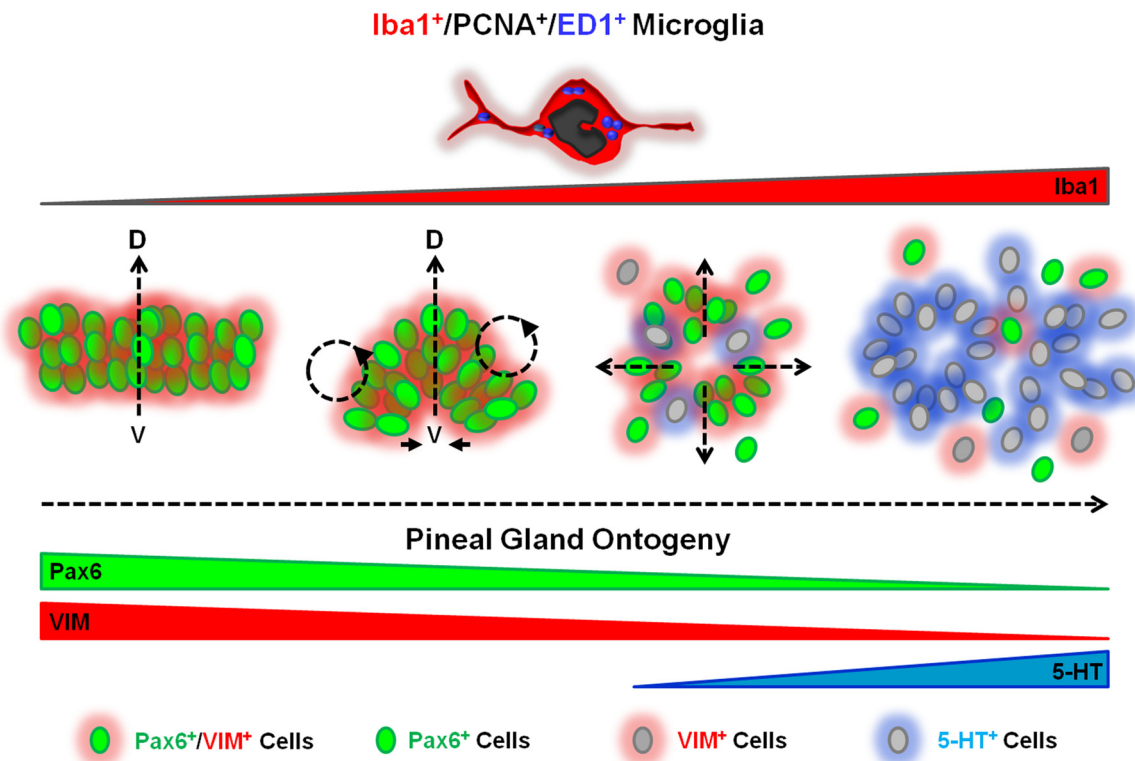 Iba1⁺/PCNA⁺/ED1⁺ Microglia
Iba1
D
D
V
V
Pineal Gland Ontogeny
Pax6
VIM
5-HT
Pax6⁺/VIM⁺ Cells
Pax6⁺ Cells
VIM⁺ Cells
5-HT⁺ Cells